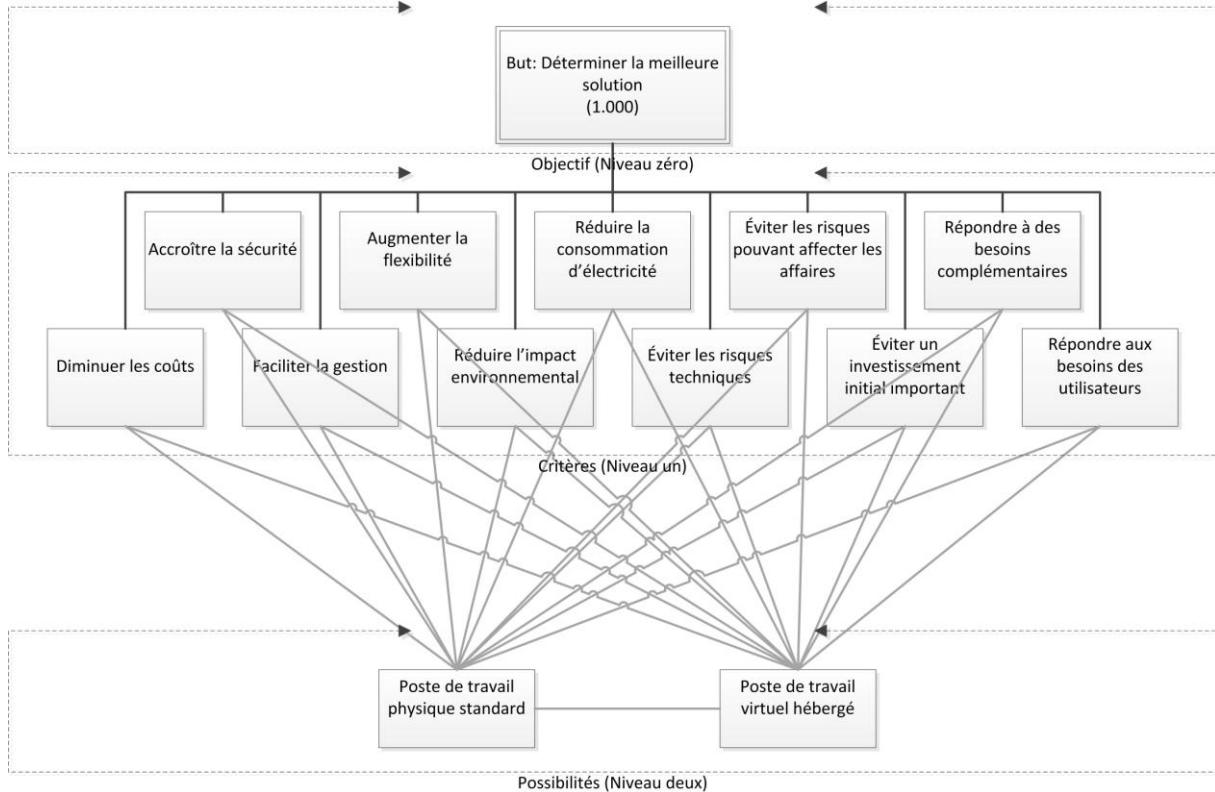 But: Déterminer la meilleure
solution
(1.000)
Objectif (Niveau zéro)
Accroître la sécurité
Augmenter la
flexibilité
Réduire la
consommation
d'électricité
Éviter les risques
pouvant affecter les
affaires
Répondre à des
besoins
complémentaires
Diminuer les coûts
Faciliter la gestion
Réduire l'impact
environnemental
Éviter les risques
techniques
Éviter un
investissement
initial important
Répondre aux
besoins des
utilisateurs
Critères (Niveau un)
Poste de travail
physique standard
Poste de travail
virtuel hébergé
Possibilités (Niveau deux)